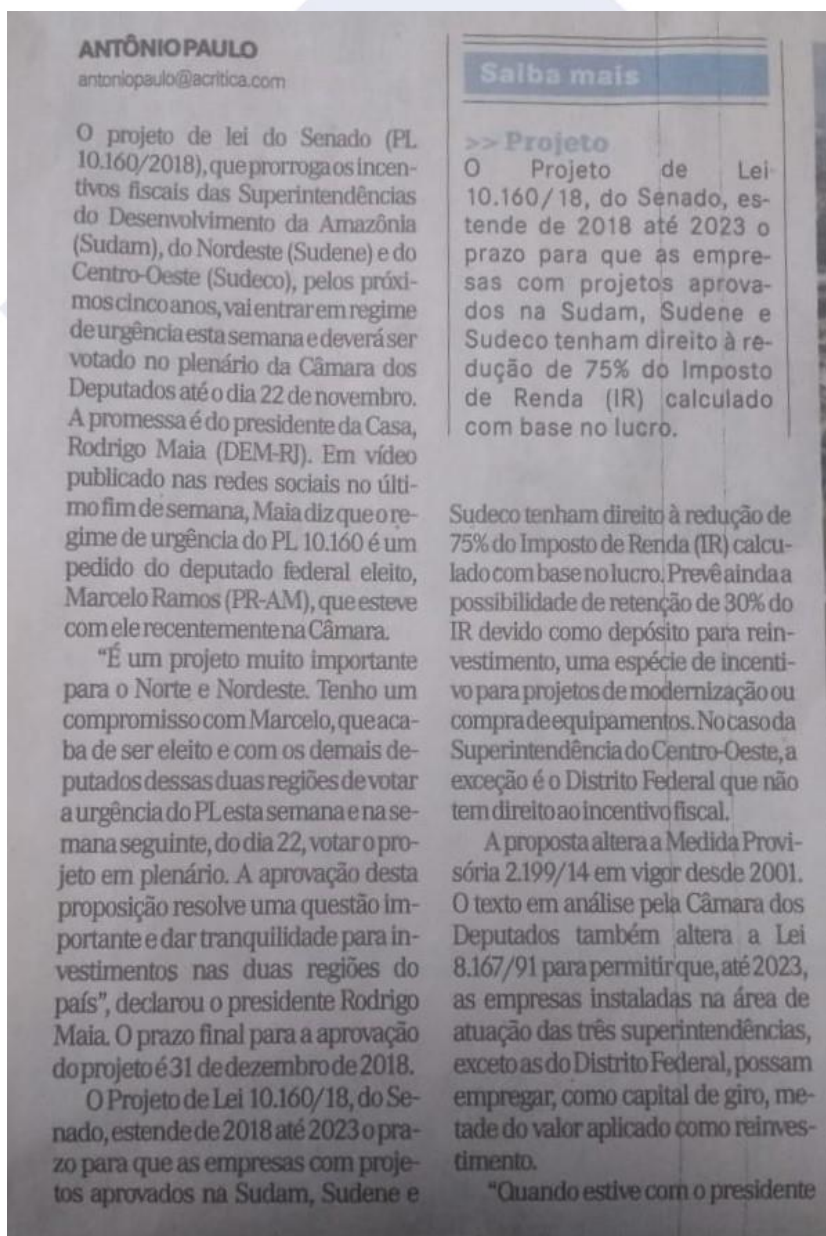 ANTÔNIO PAULO
antoniopaulo@acritica.com
O projeto de lei do Senado (PL
10.160/2018), que prorroga os incen-
tivos fiscais das Superintendências
do Desenvolvimento da Amazônia
(Sudam), do Nordeste (Sudene) e do
Centro-Oeste (Sudeco), pelos próxi-
mos cinco anos, vai entrar em regime
de urgência esta semana e deverá ser
votado no plenário da Câmara dos
Deputados até o dia 22 de novembro.
A promessa é do presidente da Casa,
Rodrigo Maia (DEM-RJ). Em vídeo
publicado nas redes sociais no últi-
mo fim de semana, Maia diz que o re-
gime de urgência do PL 10.160 é um
pedido do deputado federal eleito,
Marcelo Ramos (PR-AM), que esteve
com ele recentemente na Câmara.
“É um projeto muito importante
para o Norte e Nordeste. Tenho um
compromisso com Marcelo, que aca-
ba de ser eleito e com os demais de-
putados dessas duas regiões de votar
a urgência do PL esta semana e na se-
mana seguinte, do dia 22, votar o pro-
jeto em plenário. A aprovação desta
proposição resolve uma questão im-
portante e dar tranquilidade para in-
vestimentos nas duas regiões do
país”, declarou o presidente Rodrigo
Maia. O prazo final para a aprovação
do projeto é 31 de dezembro de 2018.
O Projeto de Lei 10.160/18, do Se-
nado, estende de 2018 até 2023 o pra-
zo para que as empresas com proje-
tos aprovados na Sudam, Sudene e
Saiba mais
>> Projeto
O Projeto de Lei
10.160/18, do Senado, es-
tende de 2018 até 2023 o
prazo para que as empre-
sas com projetos aprova-
dos na Sudam, Sudene e
Sudeco tenham direito à re-
dução de 75% do Imposto
de Renda (IR) calculado
com base no lucro.
Sudeco tenham direito à redução de
75% do Imposto de Renda (IR) calcu-
lado com base no lucro. Prevê ainda a
possibilidade de retenção de 30% do
IR devido como depósito para rein-
vestimento, uma espécie de incenti-
vo para projetos de modernização ou
compra de equipamentos. No caso da
Superintendência do Centro-Oeste, a
exceção é o Distrito Federal que não
tem direito ao incentivo fiscal.
A proposta altera a Medida Provi-
sória 2.199/14 em vigor desde 2001.
O texto em análise pela Câmara dos
Deputados também altera a Lei
8.167/91 para permitir que, até 2023,
as empresas instaladas na área de
atuação das três superintendências,
exceto as do Distrito Federal, possam
empregar, como capital de giro, me-
tade do valor aplicado como reinves-
timento.
“Quando estive com o presidente